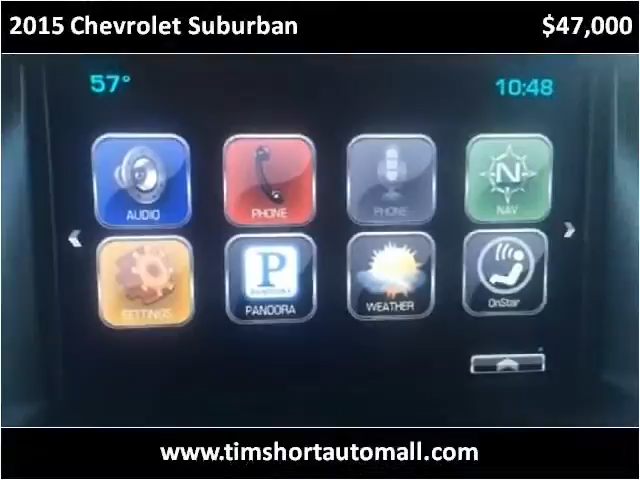 2015 Chevrolet Suburban $47,000
57° 10:48
AUDIO PHONE PHONE NAV
N
SETTINGS PANDORA WEATHER OnStar
P
PANDORA
www.timshortautomall.com